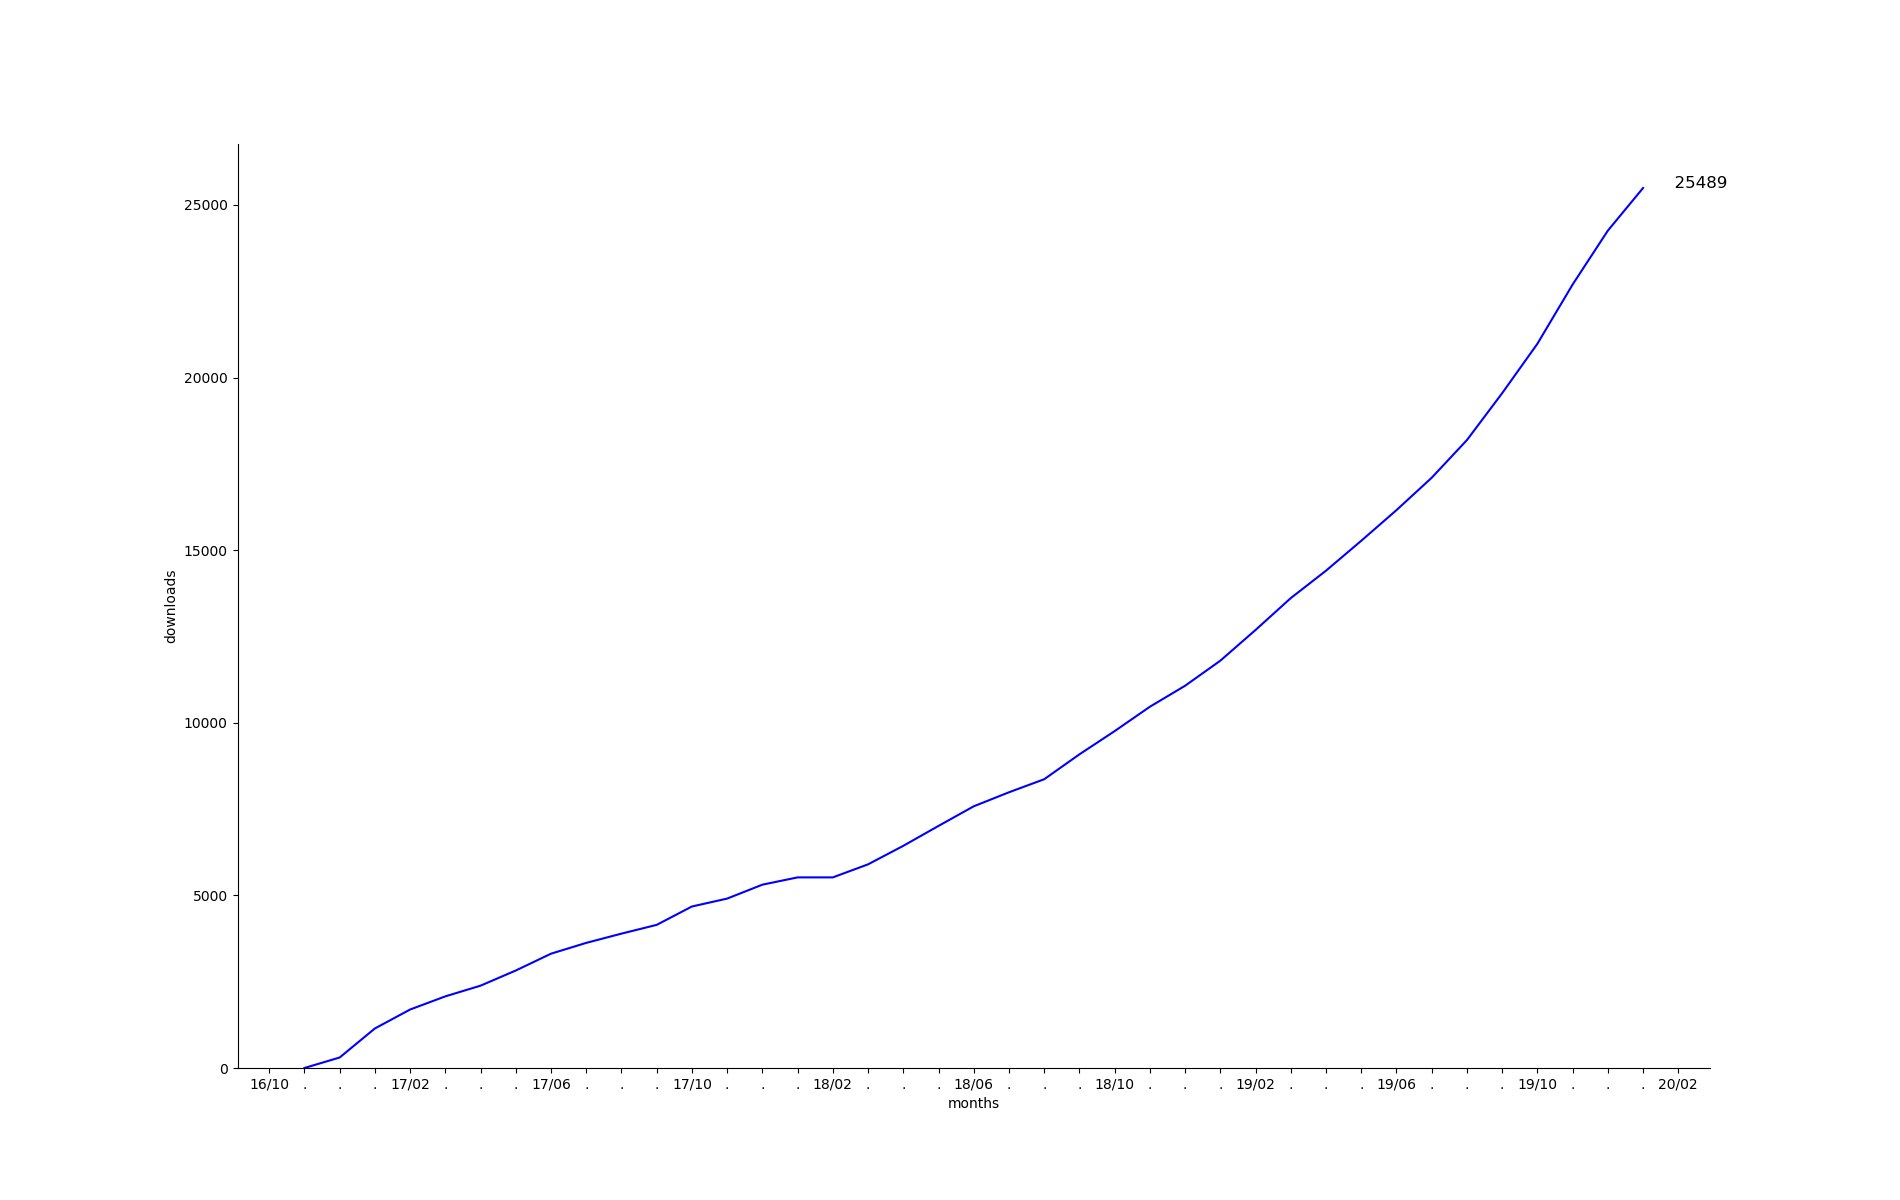 25489
25000
20000
15000
10000
5000
0
downloads
16/10 . . . 17/02 . . . 17/06 . . . 17/10 . . . 18/02 . . . 18/06 . . . 18/10 . . . 19/02 . . . 19/06 . . . 19/10 . . . 20/02
months